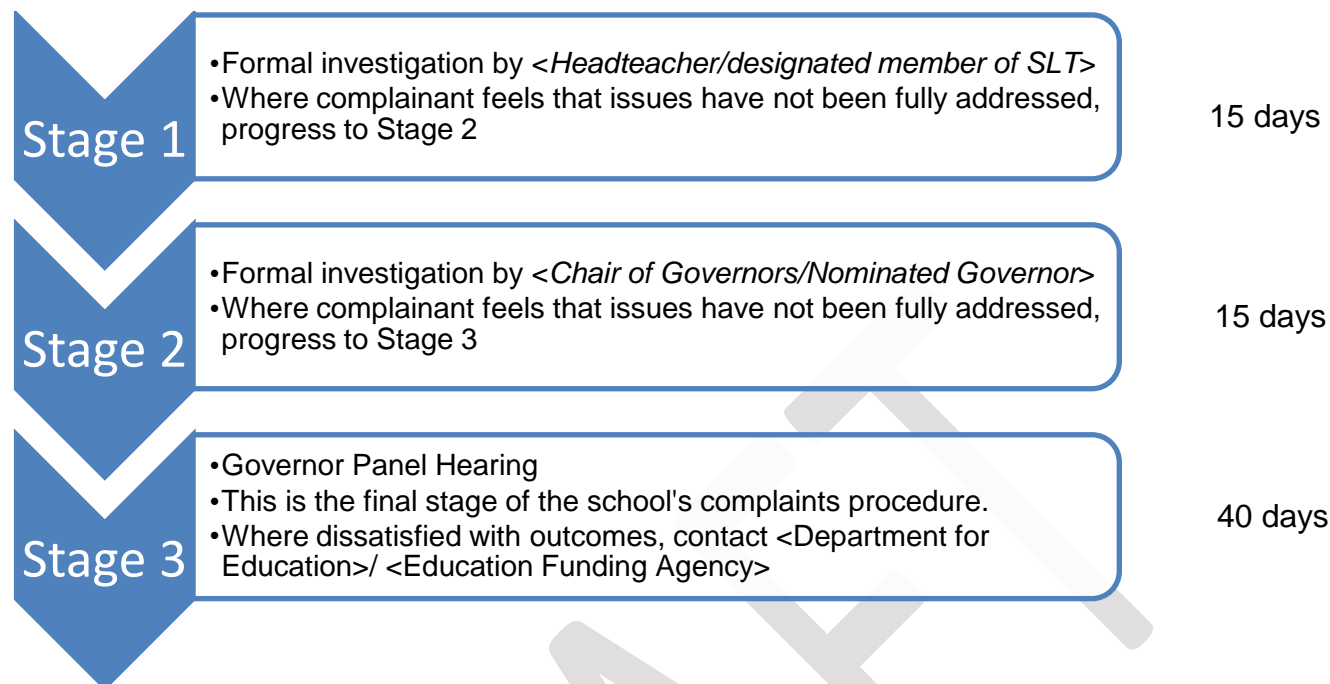 Stage 1
•Formal investigation by <Headteacher/designated member of SLT>
•Where complainant feels that issues have not been fully addressed,
progress to Stage 2
15 days
Stage 2
•Formal investigation by <Chair of Governors/Nominated Governor>
•Where complainant feels that issues have not been fully addressed,
progress to Stage 3
15 days
Stage 3
•Governor Panel Hearing
•This is the final stage of the school's complaints procedure.
•Where dissatisfied with outcomes, contact <Department for
Education>/ <Education Funding Agency>
40 days